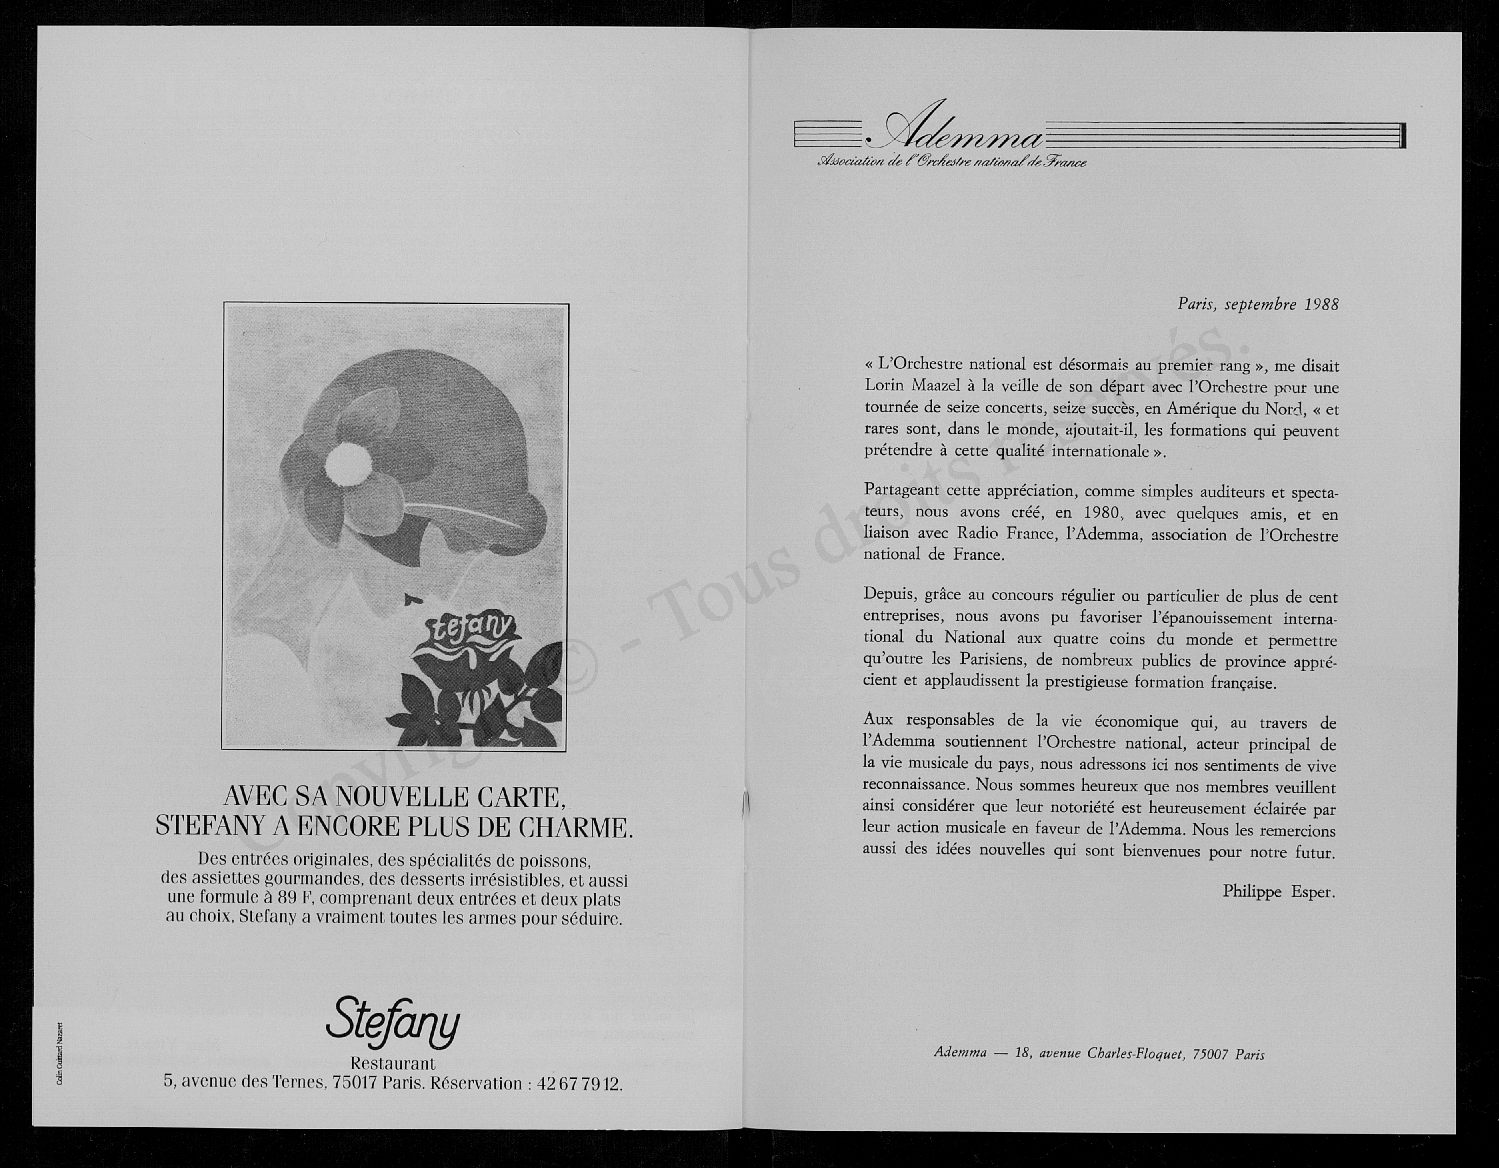 tefany
AVEC SA NOUVELLE CARTE,
STEFANY A ENCORE PLUS DE CHARME.
Des entrées originales, des spécialités de poissons,
des assiettes gourmandes, des desserts irrésistibles, et aussi
une formule à 89 F, comprenant deux entrées et deux plats
au choix, Stefany a vraiment toutes les armes pour séduire.
Stefany
Restaurant
5, avenue des Ternes, 75017 Paris. Réservation : 42 67 79 12.
Colin Guittard Nazaret
Ademma
Association de l'Orchestre national de France
Paris, septembre 1988
« L'Orchestre national est désormais au premier rang », me disait
Lorin Maazel à la veille de son départ avec l'Orchestre pour une
tournée de seize concerts, seize succès, en Amérique du Nord, « et
rares sont, dans le monde, ajoutait-il, les formations qui peuvent
prétendre à cette qualité internationale ».
Partageant cette appréciation, comme simples auditeurs et specta-
teurs, nous avons créé, en 1980, avec quelques amis, et en
liaison avec Radio France, l'Ademma, association de l'Orchestre
national de France.
Depuis, grâce au concours régulier ou particulier de plus de cent
entreprises, nous avons pu favoriser l'épanouissement interna-
tional du National aux quatre coins du monde et permettre
qu'outre les Parisiens, de nombreux publics de province appré-
cient et applaudissent la prestigieuse formation française.
Aux responsables de la vie économique qui, au travers de
l'Ademma soutiennent l'Orchestre national, acteur principal de
la vie musicale du pays, nous adressons ici nos sentiments de vive
reconnaissance. Nous sommes heureux que nos membres veuillent
ainsi considérer que leur notoriété est heureusement éclairée par
leur action musicale en faveur de l'Ademma. Nous les remercions
aussi des idées nouvelles qui sont bienvenues pour notre futur.
Philippe Esper.
Ademma — 18, avenue Charles-Floquet, 75007 Paris
Copyright © - Tous droits réservés.